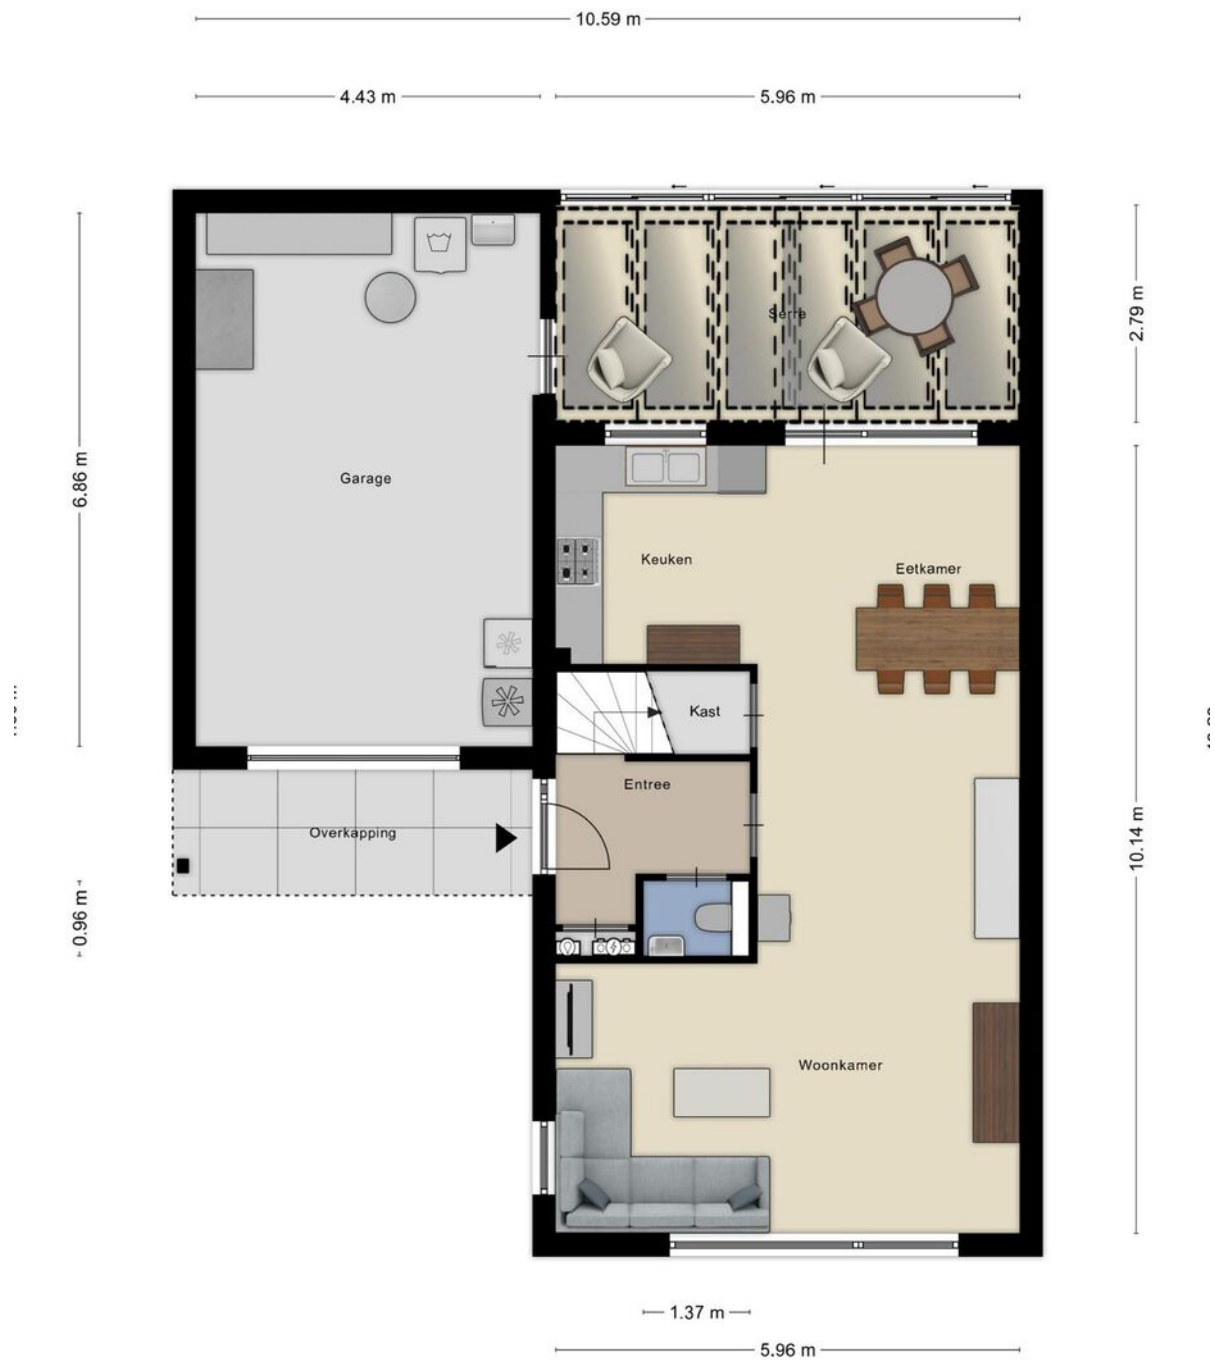 10.59 m
4.43 m
5.96 m
2.79 m
Serre
6.86 m
Garage
Keuken
Eetkamer
Kast
Entree
Overkapping
10.14 m
0.96 m
Woonkamer
1.37 m
5.96 m